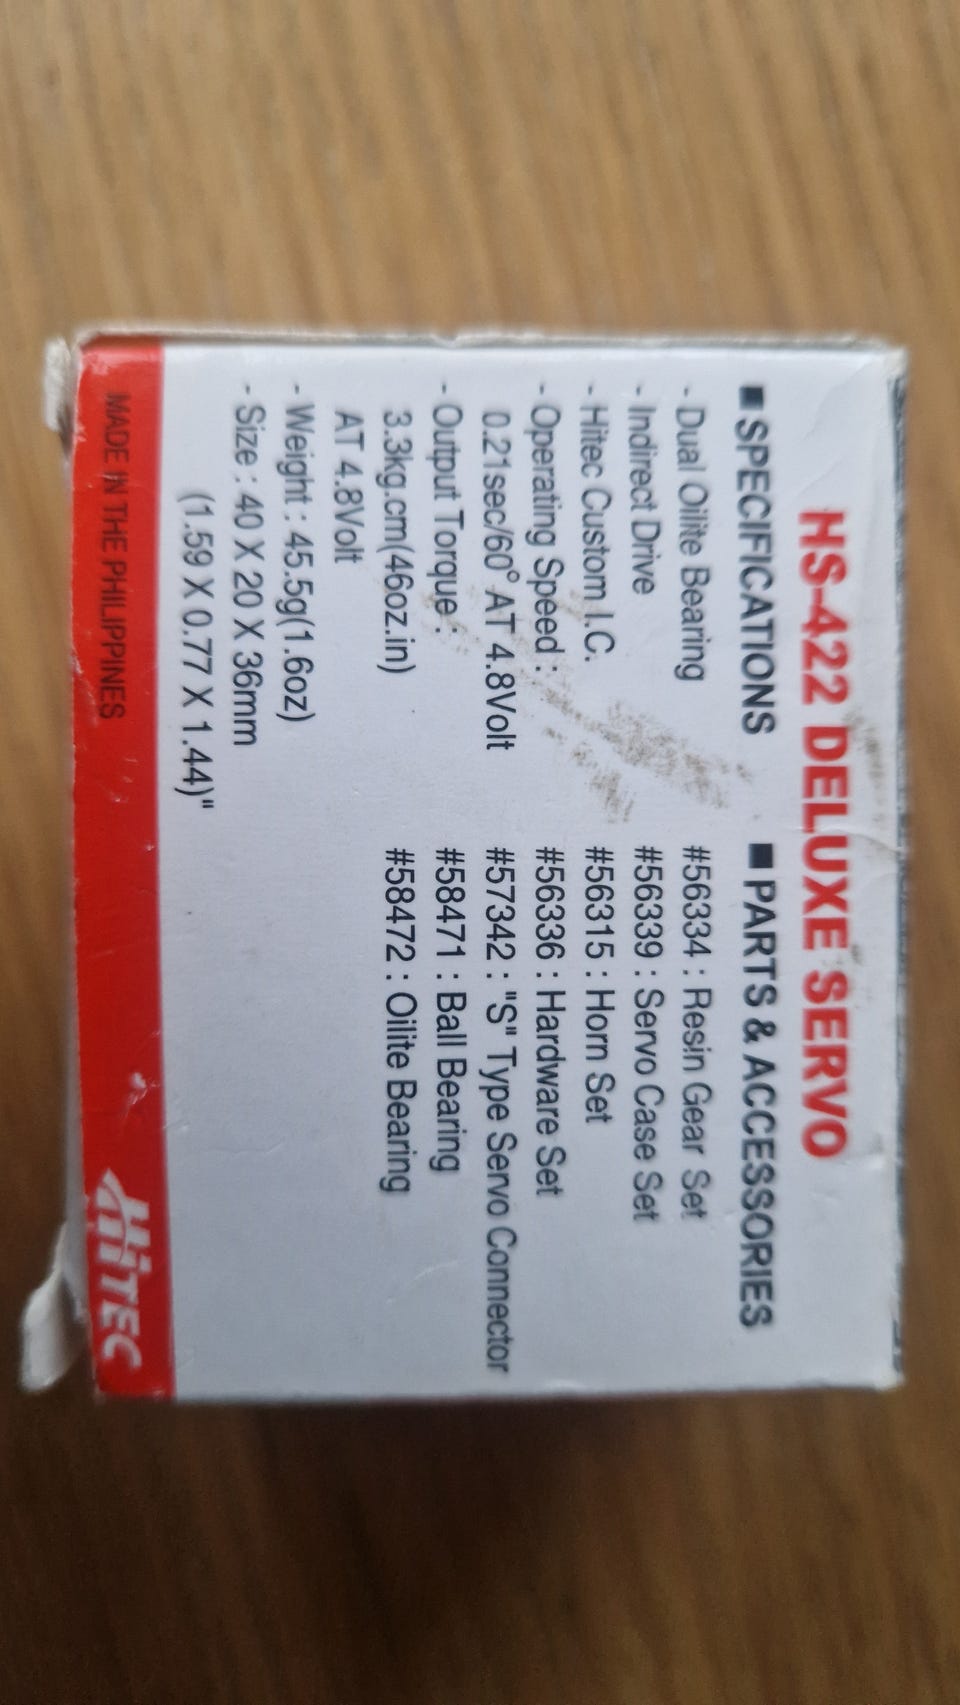 HS-422 DELUXE SERVO
■ SPECIFICATIONS
- Dual Oilite Bearing
- Indirect Drive
- Hitec Custom I.C.
- Operating Speed :
0.21sec/60° AT 4.8Volt
- Output Torque :
3.3kg.cm(46oz.in)
AT 4.8Volt
- Weight : 45.5g(1.6oz)
- Size : 40 X 20 X 36mm
(1.59 X 0.77 X 1.44)"
■ PARTS & ACCESSORIES
#56334 : Resin Gear Set
#56339 : Servo Case Set
#56315 : Horn Set
#56336 : Hardware Set
#57342 : "S" Type Servo Connector
#58471 : Ball Bearing
#58472 : Oilite Bearing
MADE IN THE PHILIPPINES
HiTEC